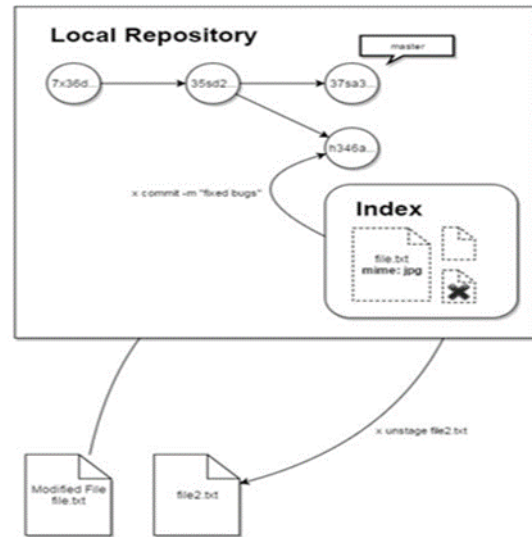 Local Repository
master
7x36d...
35sd2...
37sa3...
h346a...
x commit -m "fixed bugs"
Index
file.txt
mime: jpg
x unstage file2.txt
Modified File
file.txt
file2.txt